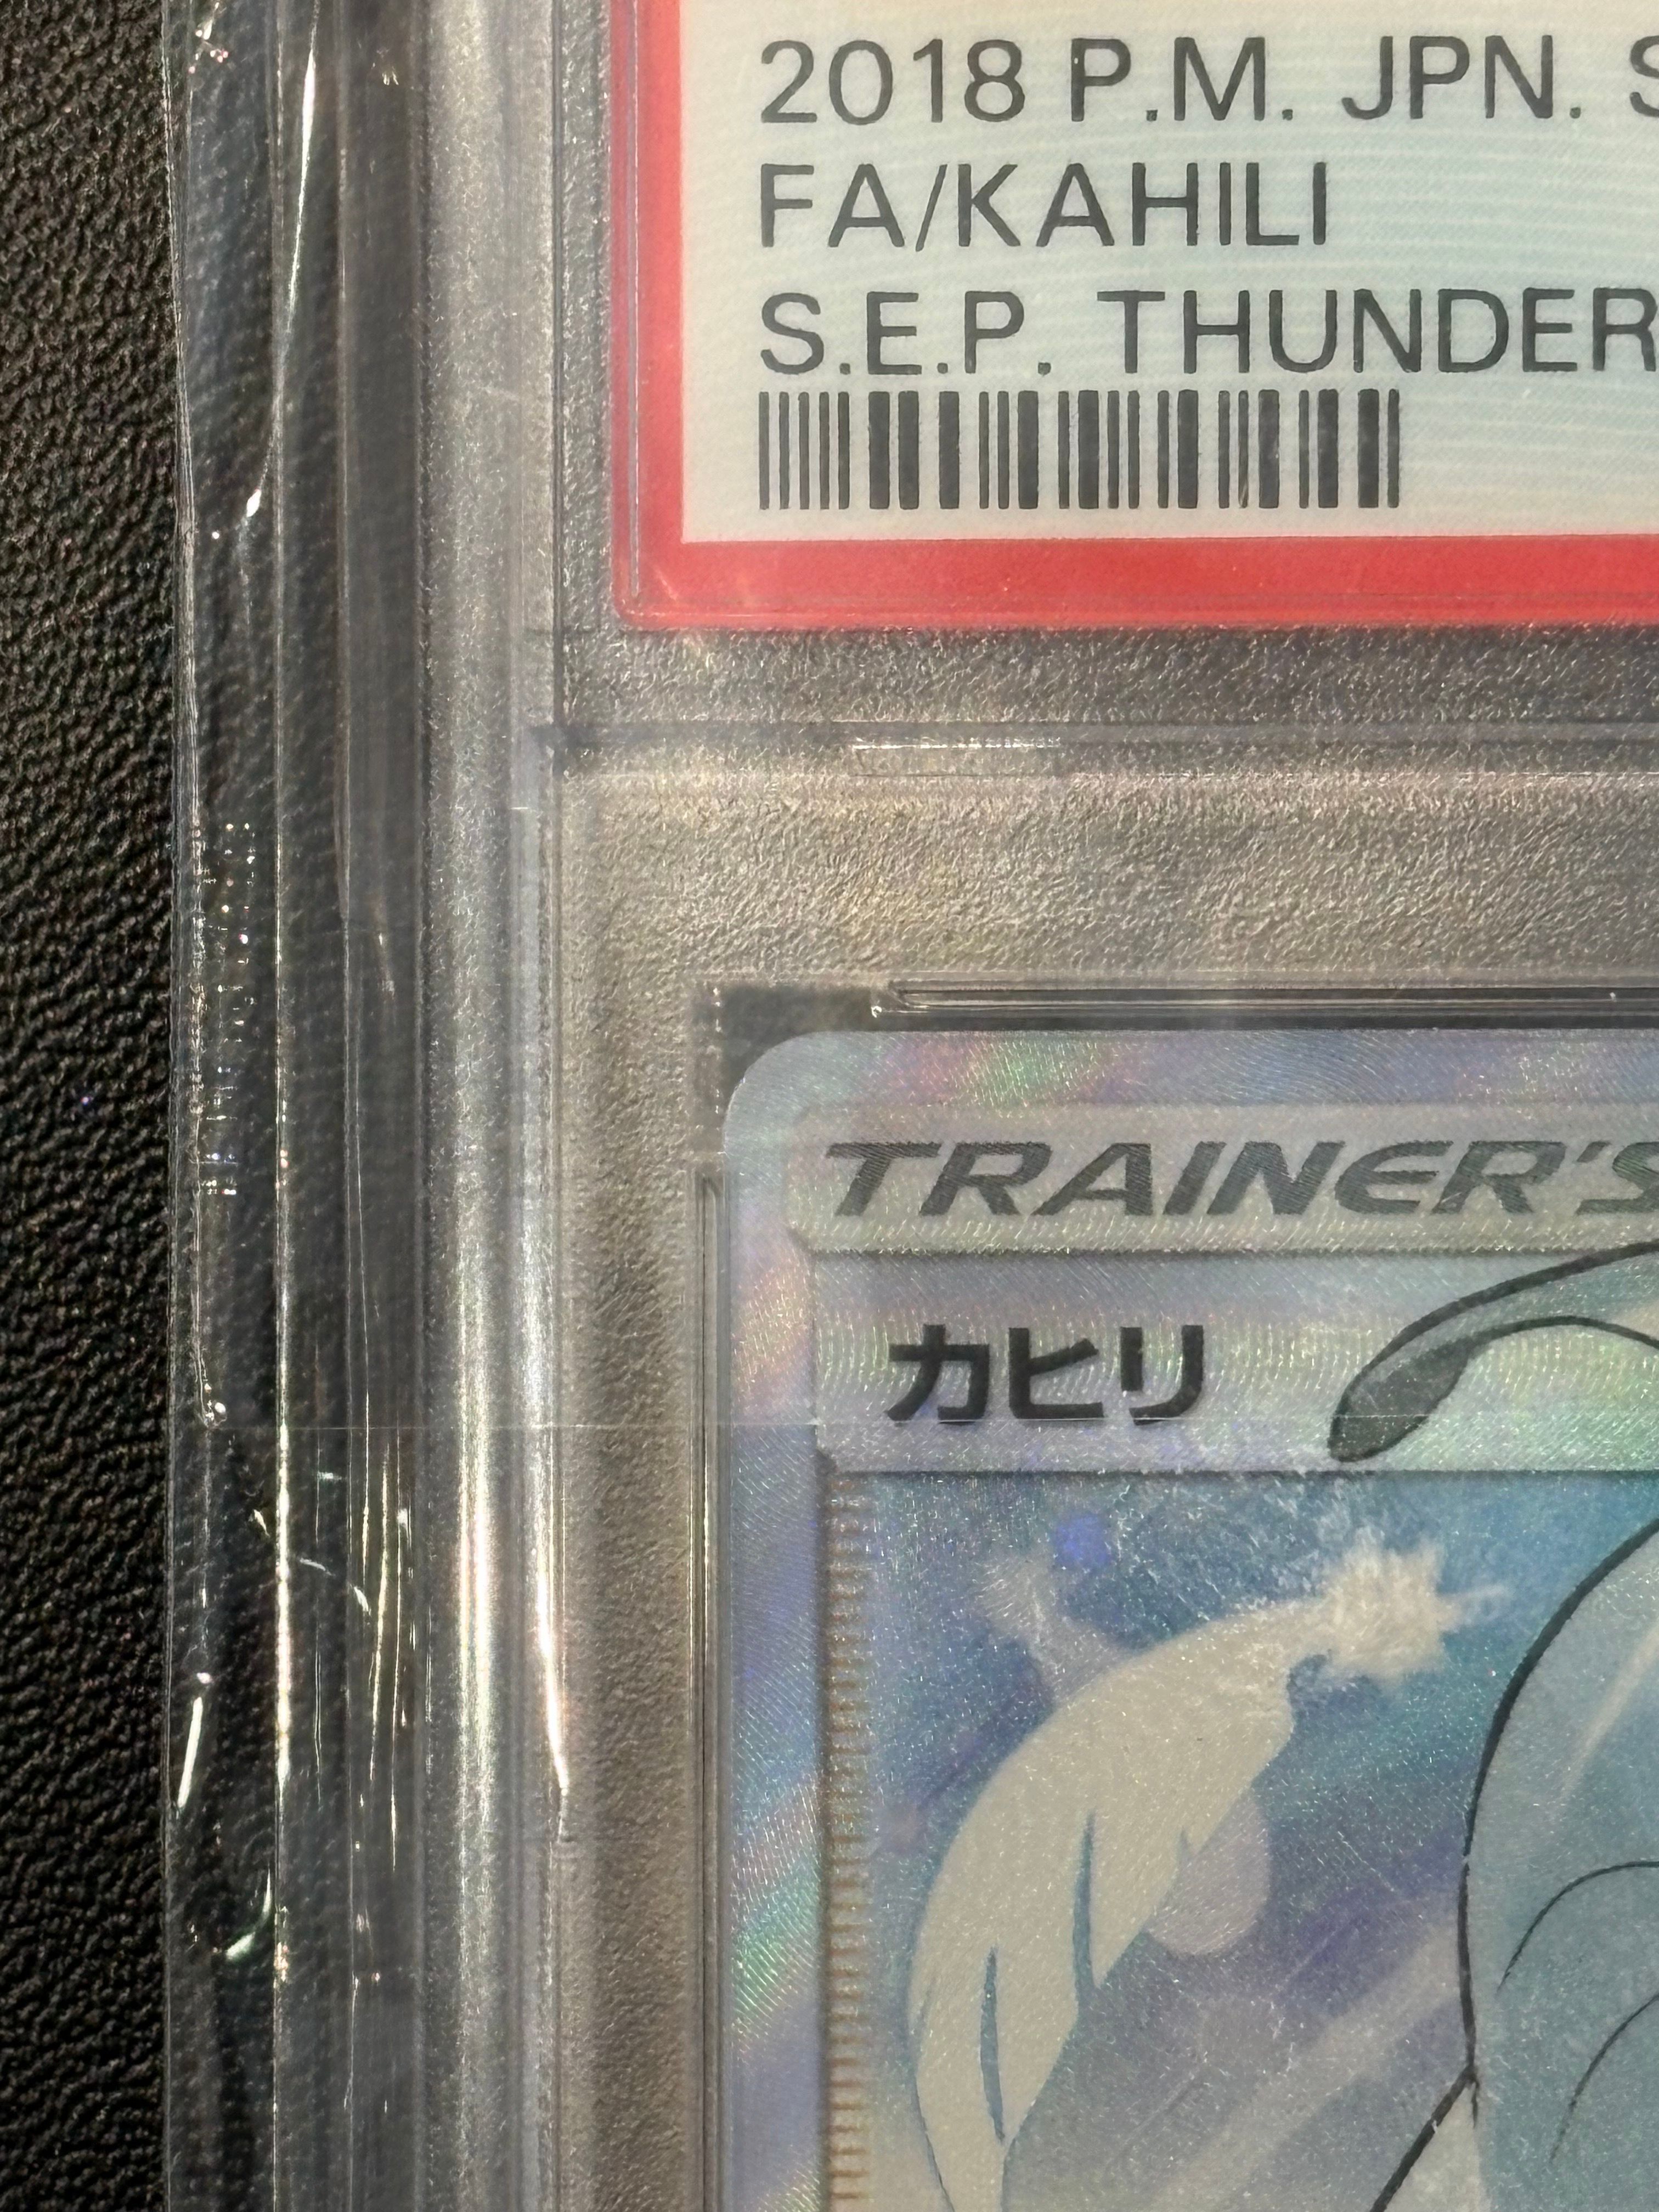 2018 P.M. JPN. S
FA/KAHILI
S.E.P. THUNDER
TRAINER'S
カヒリ